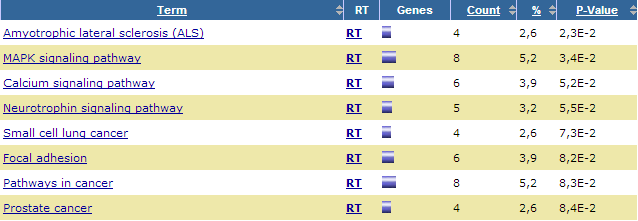 Term RT Genes Count % P-Value
Amyotrophic lateral sclerosis (ALS) RT 4 2,6 2,3E-2
MAPK signaling pathway RT 8 5,2 3,4E-2
Calcium signaling pathway RT 6 3,9 5,2E-2
Neurotrophin signaling pathway RT 5 3,2 5,5E-2
Small cell lung cancer RT 4 2,6 7,3E-2
Focal adhesion RT 6 3,9 8,2E-2
Pathways in cancer RT 8 5,2 8,3E-2
Prostate cancer RT 4 2,6 8,4E-2